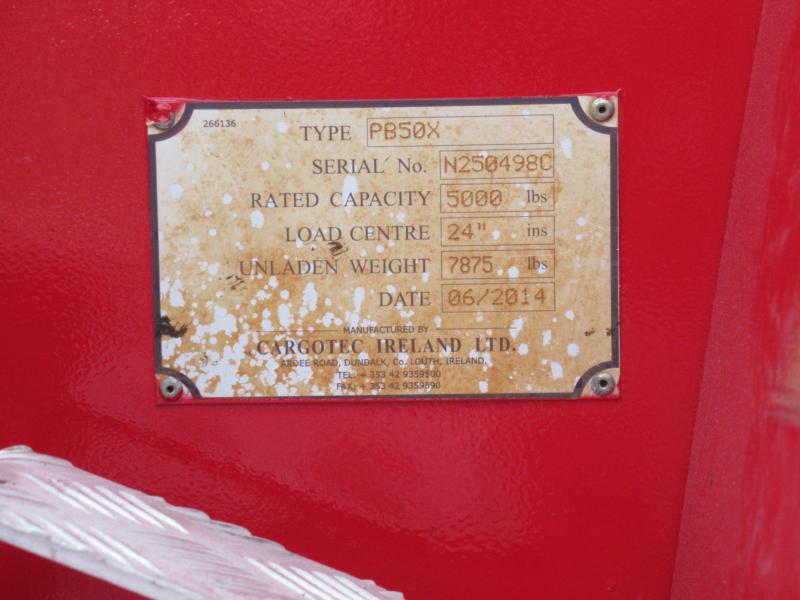 266136
TYPE PB50X
SERIAL No. N250498C
RATED CAPACITY 5000 lbs
LOAD CENTRE 24" ins
UNLADEN WEIGHT 7875 lbs
DATE 06/2014
MANUFACTURED BY
CARGOTEC IRELAND LTD.
ARDEE ROAD, DUNDALK, Co. LOUTH, IRELAND.
TEL: + 353 42 9359500
FAX: + 353 42 9359590